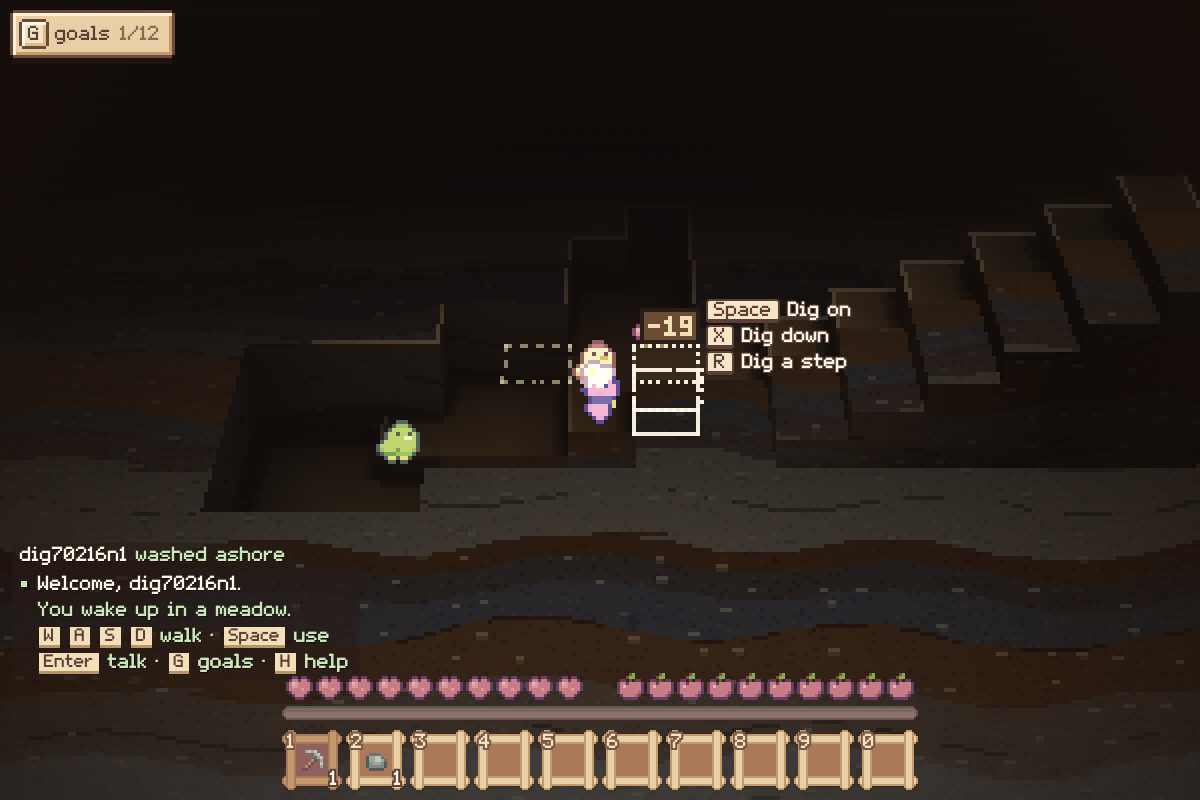 G goals 1/12
-19
Space Dig on
X Dig down
R Dig a step
dig70216n1 washed ashore
Welcome, dig70216n1.
You wake up in a meadow.
W A S D walk · Space use
Enter talk · G goals · H help
1 2 3 4 5 6 7 8 9 0
1 1